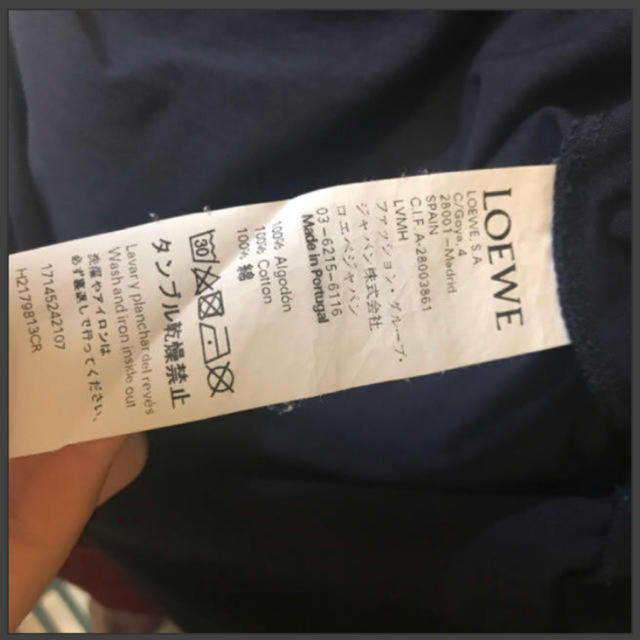 LOEWE
LOEWE, S.A.
C/Goya, 4
28001-Madrid
SPAIN
C.I.F. A-28003861
LVMH
ファッション・グループ・
ジャパン株式会社
ロエベジャパン
03-6215-6116
Made in Portugal
100% Algodón
100% Cotton
100% 綿
30
タンブル乾燥禁止
Lavar y planchar del revés
Wash and iron inside out
衣服やアイロンは
必ず裏返しで行ってください。
17145242107
H2179813CR